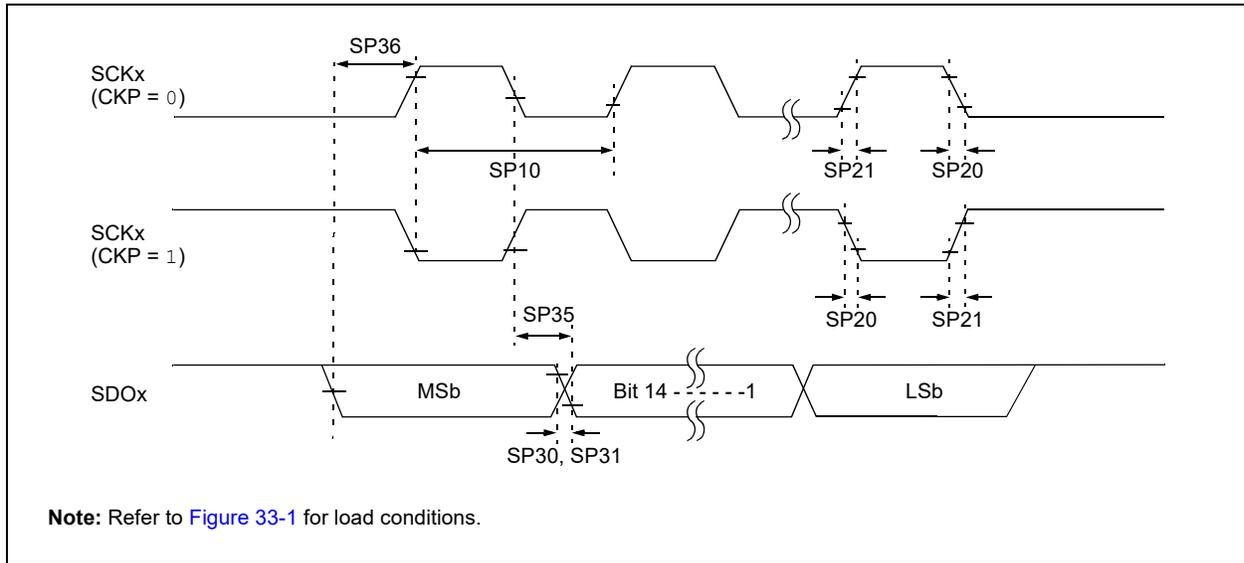 SP36
SCKx
(CKP = 0)
SP10
SP21
SP20
SCKx
(CKP = 1)
SP35
SP20
SP21
SDOx
MSb
Bit 14 - - - - - - -1
LSb
SP30, SP31
Note: Refer to Figure 33-1 for load conditions.